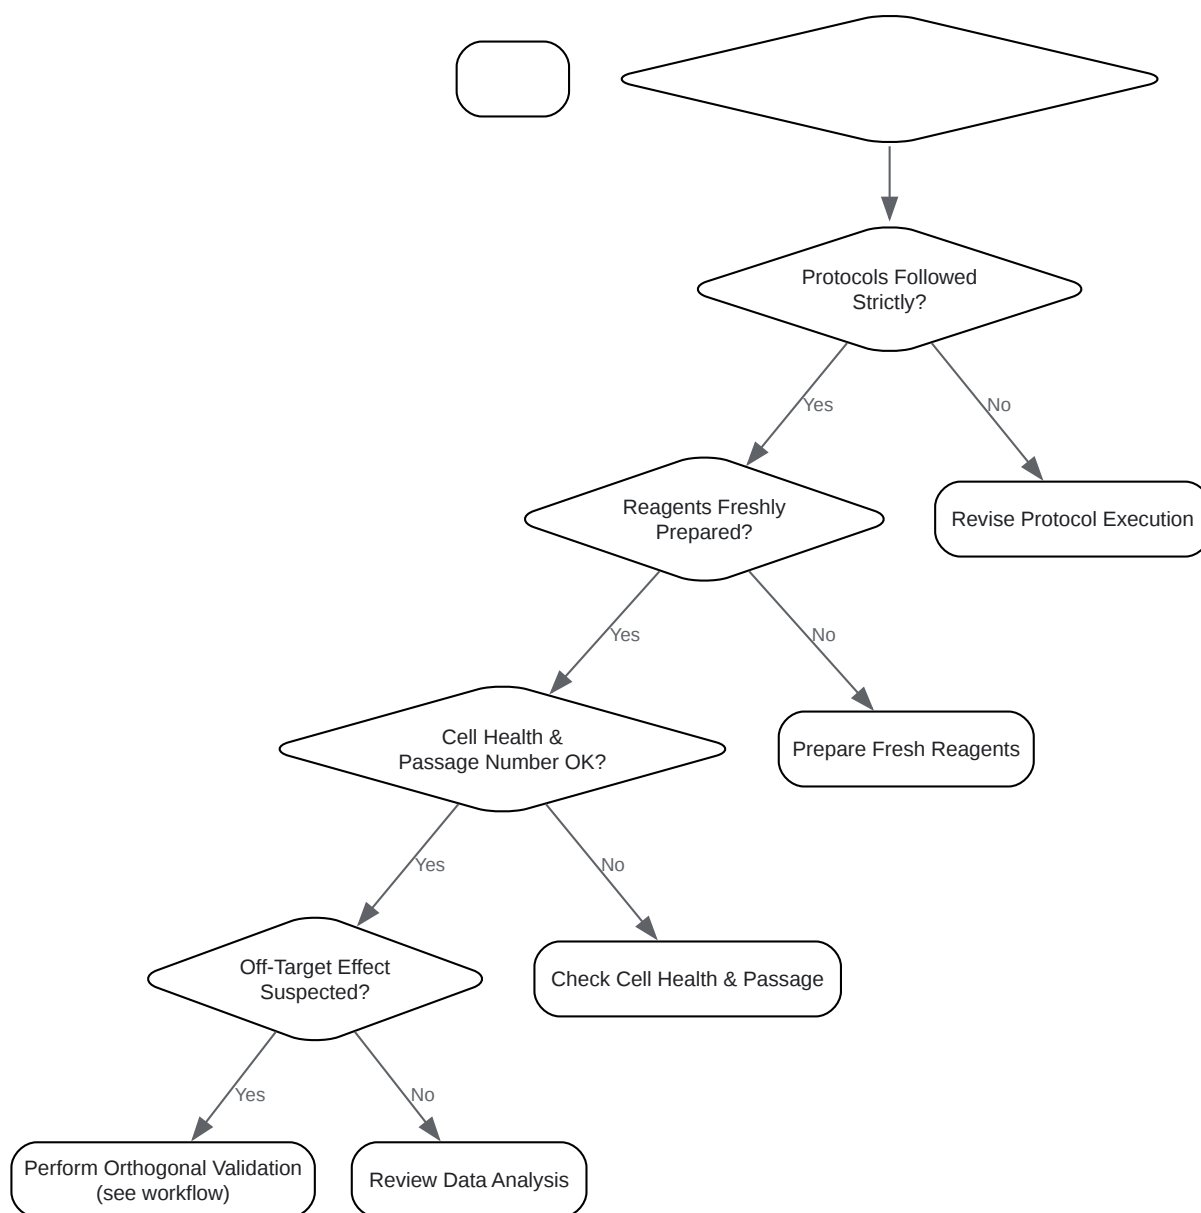 Protocols Followed
Strictly?
Yes
No
Reagents Freshly
Prepared?
Revise Protocol Execution
Yes
No
Cell Health &
Passage Number OK?
Prepare Fresh Reagents
Yes
No
Off-Target Effect
Suspected?
Check Cell Health & Passage
Yes
No
Perform Orthogonal Validation
(see workflow)
Review Data Analysis